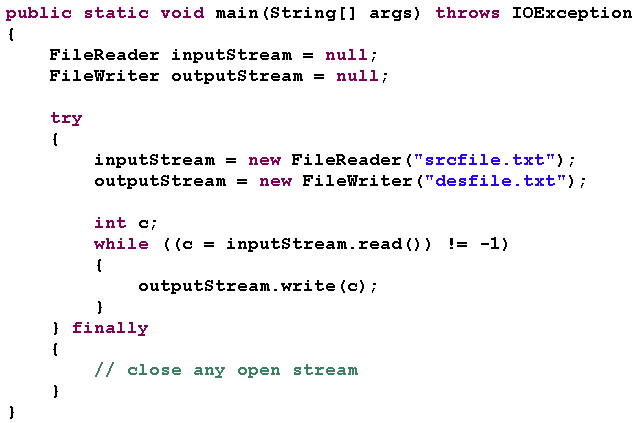 public static void main(String[] args) throws IOException
{
    FileReader inputStream = null;
    FileWriter outputStream = null;

    try
    {
        inputStream = new FileReader("srcfile.txt");
        outputStream = new FileWriter("desfile.txt");

        int c;
        while ((c = inputStream.read()) != -1)
        {
            outputStream.write(c);
        }
    } finally
    {
        // close any open stream
    }
}